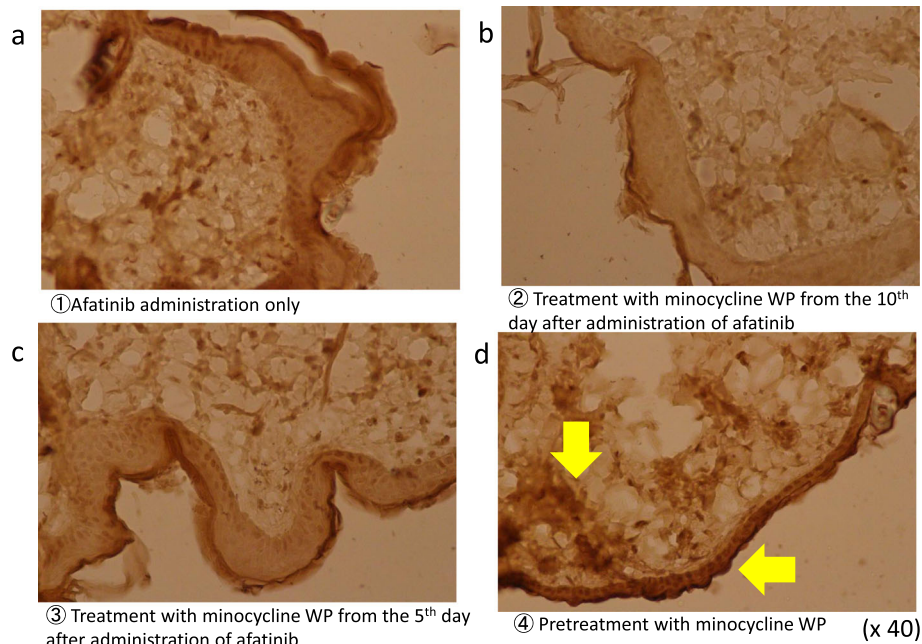 a
b
①Afatinib administration only
② Treatment with minocycline WP from the 10th
day after administration of afatinib
c
d
③ Treatment with minocycline WP from the 5th day
after administration of afatinib
④ Pretreatment with minocycline WP
(x 40)